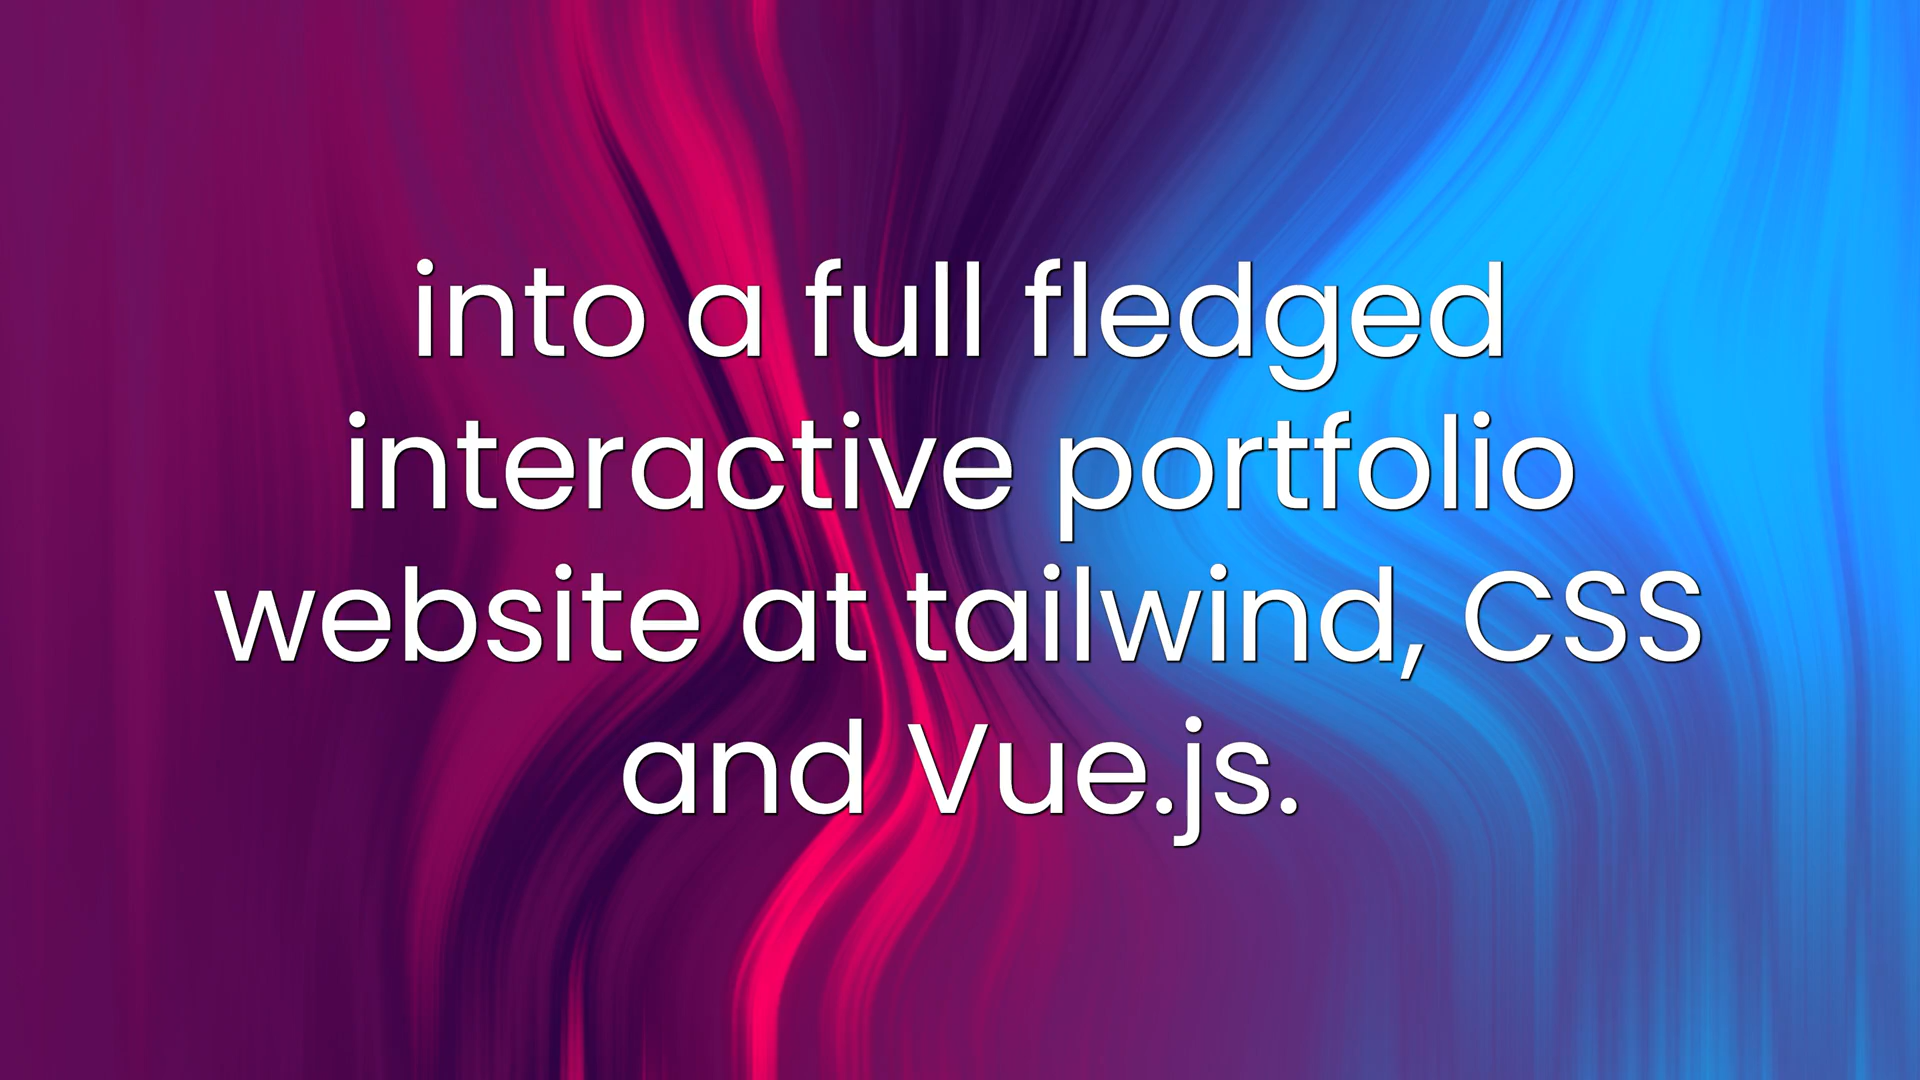 into a full fledged
interactive portfolio
website at tailwind, CSS
and Vue.js.